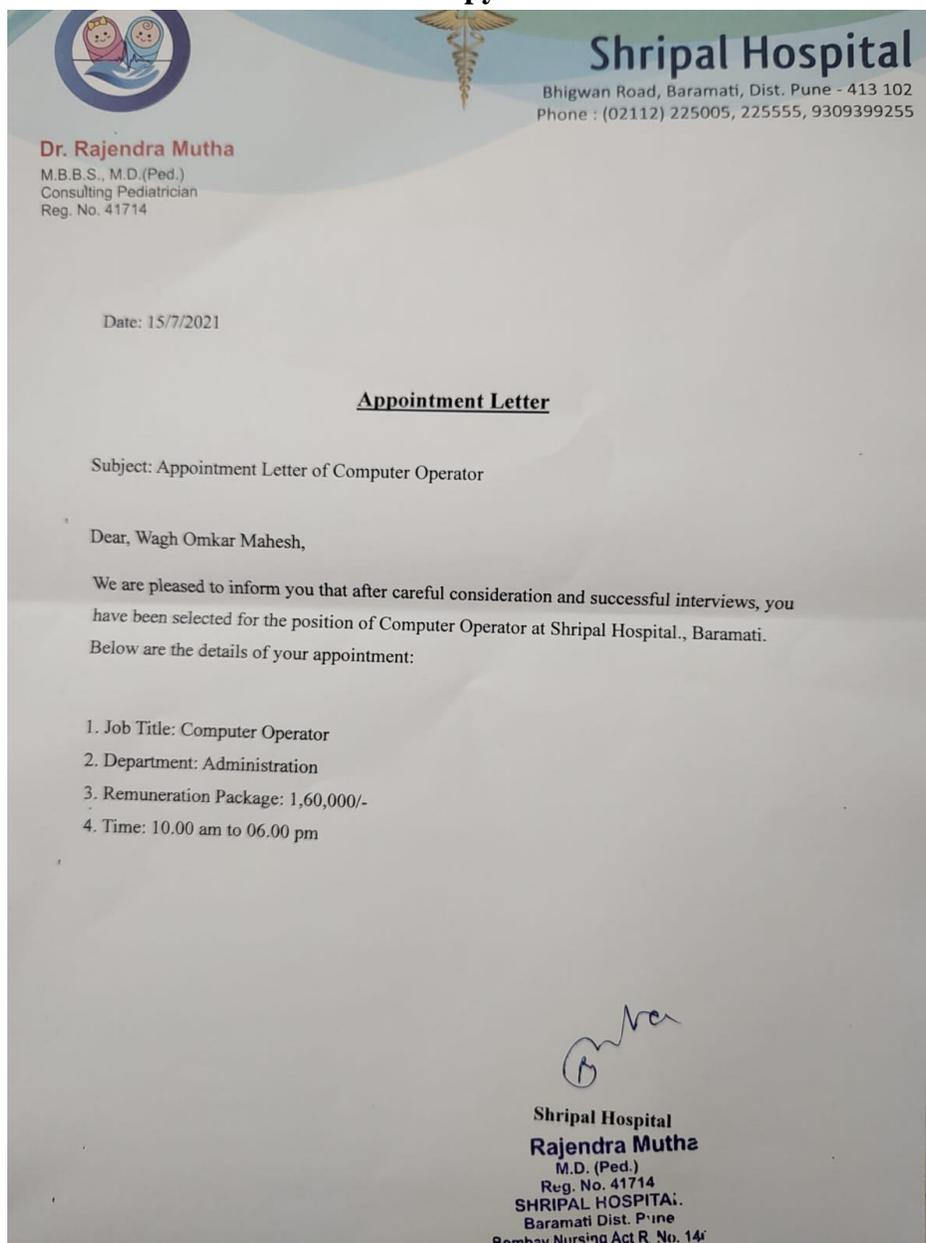 Shripal Hospital
Bhigwan Road, Baramati, Dist. Pune - 413 102
Phone : (02112) 225005, 225555, 9309399255
Dr. Rajendra Mutha
M.B.B.S., M.D.(Ped.)
Consulting Pediatrician
Reg. No. 41714
Date: 15/7/2021
Appointment Letter
Subject: Appointment Letter of Computer Operator
Dear, Wagh Omkar Mahesh,
We are pleased to inform you that after careful consideration and successful interviews, you
have been selected for the position of Computer Operator at Shripal Hospital., Baramati.
Below are the details of your appointment:
1. Job Title: Computer Operator
2. Department: Administration
3. Remuneration Package: 1,60,000/-
4. Time: 10.00 am to 06.00 pm
Shripal Hospital
Rajendra Mutha
M.D. (Ped.)
Reg. No. 41714
SHRIPAL HOSPITAL
Baramati Dist. Pune
Bombay Nursing Act R. No.